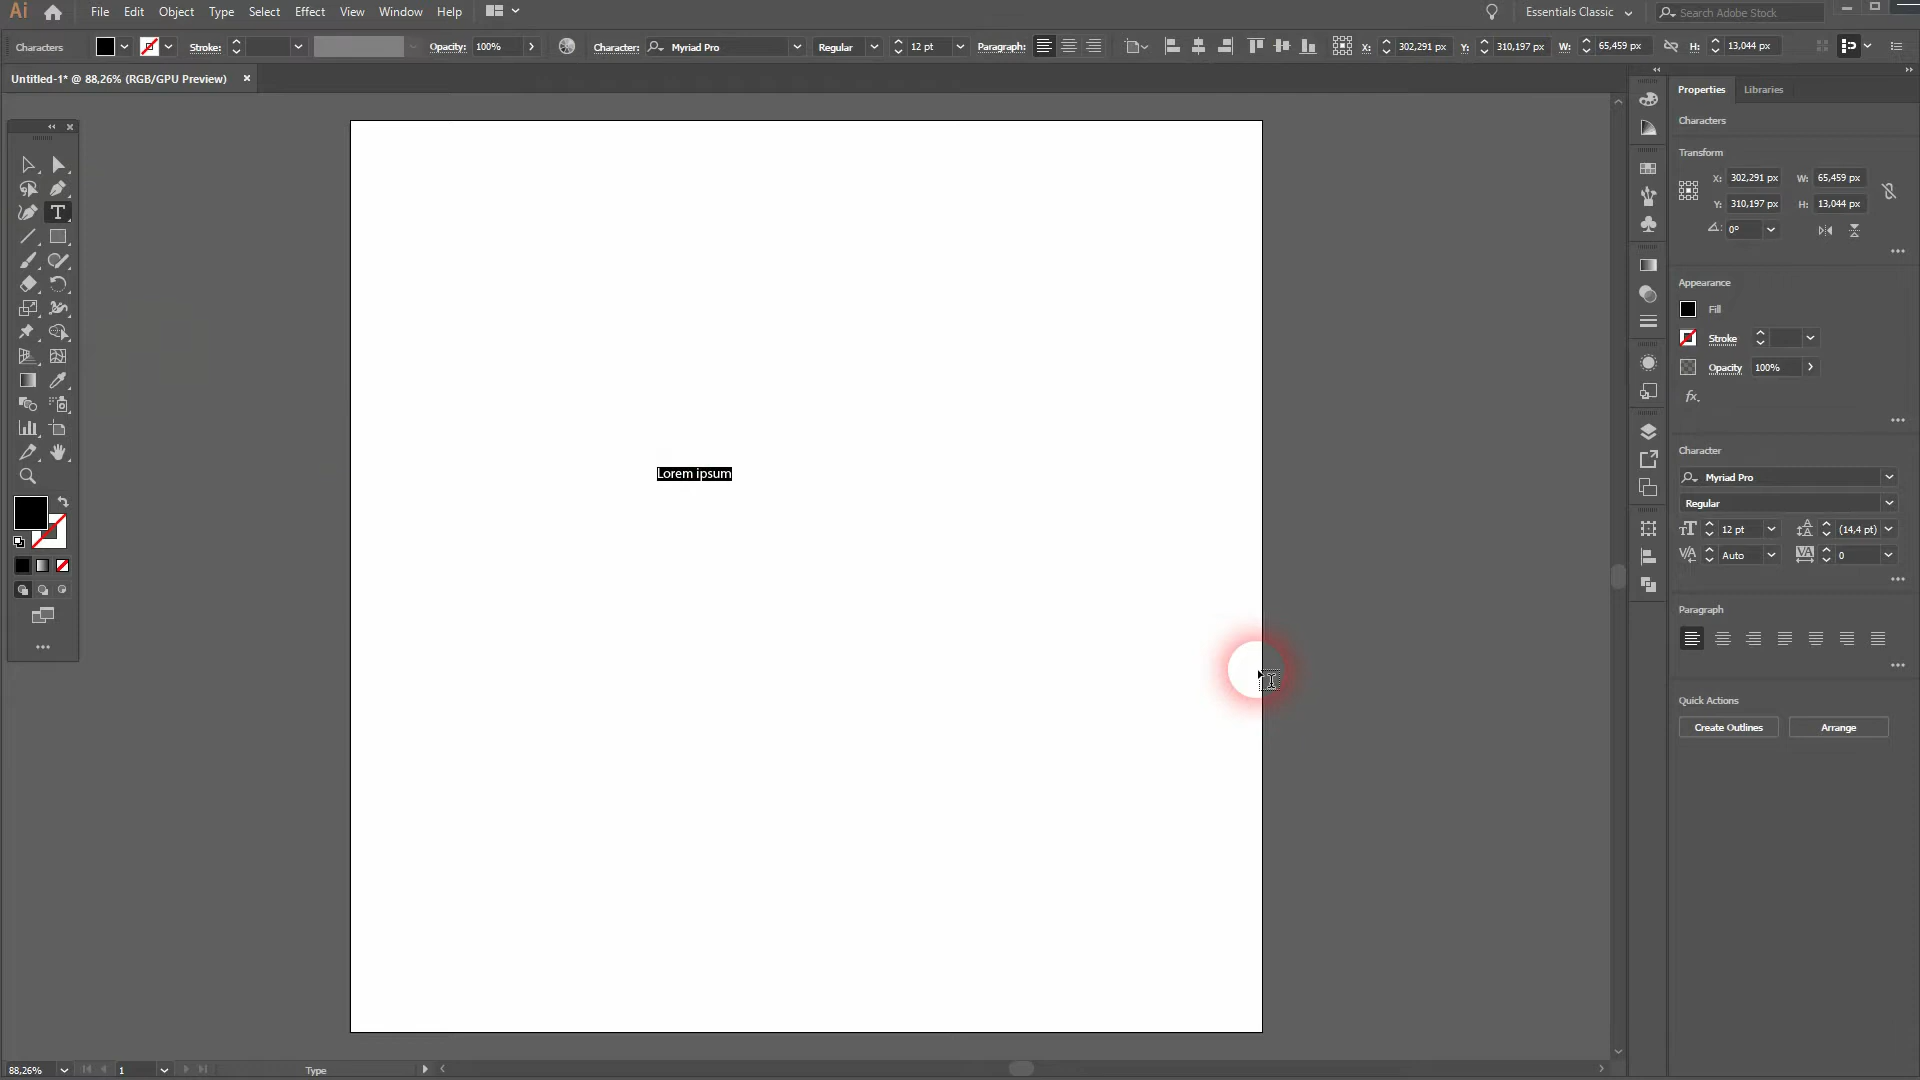 Ai File Edit Object Type Select Effect View Window Help Essentials Classic Search Adobe Stock
Characters Stroke: Opacity: 100% Character: Myriad Pro Regular 12 pt Paragraph: X: 302,291 px Y: 310,197 px W: 65,459 px H: 13,044 px
Untitled-1* @ 88,26% (RGB/GPU Preview)
Properties Libraries
Characters
Transform
X: 302,291 px W: 65,459 px
Y: 310,197 px H: 13,044 px
0°
Appearance
Fill
Stroke
Opacity 100%
fx.
Character
Myriad Pro
Regular
12 pt (14,4 pt)
Auto 0
Paragraph
Quick Actions
Create Outlines Arrange
Lorem ipsum
88,26% 1 Type